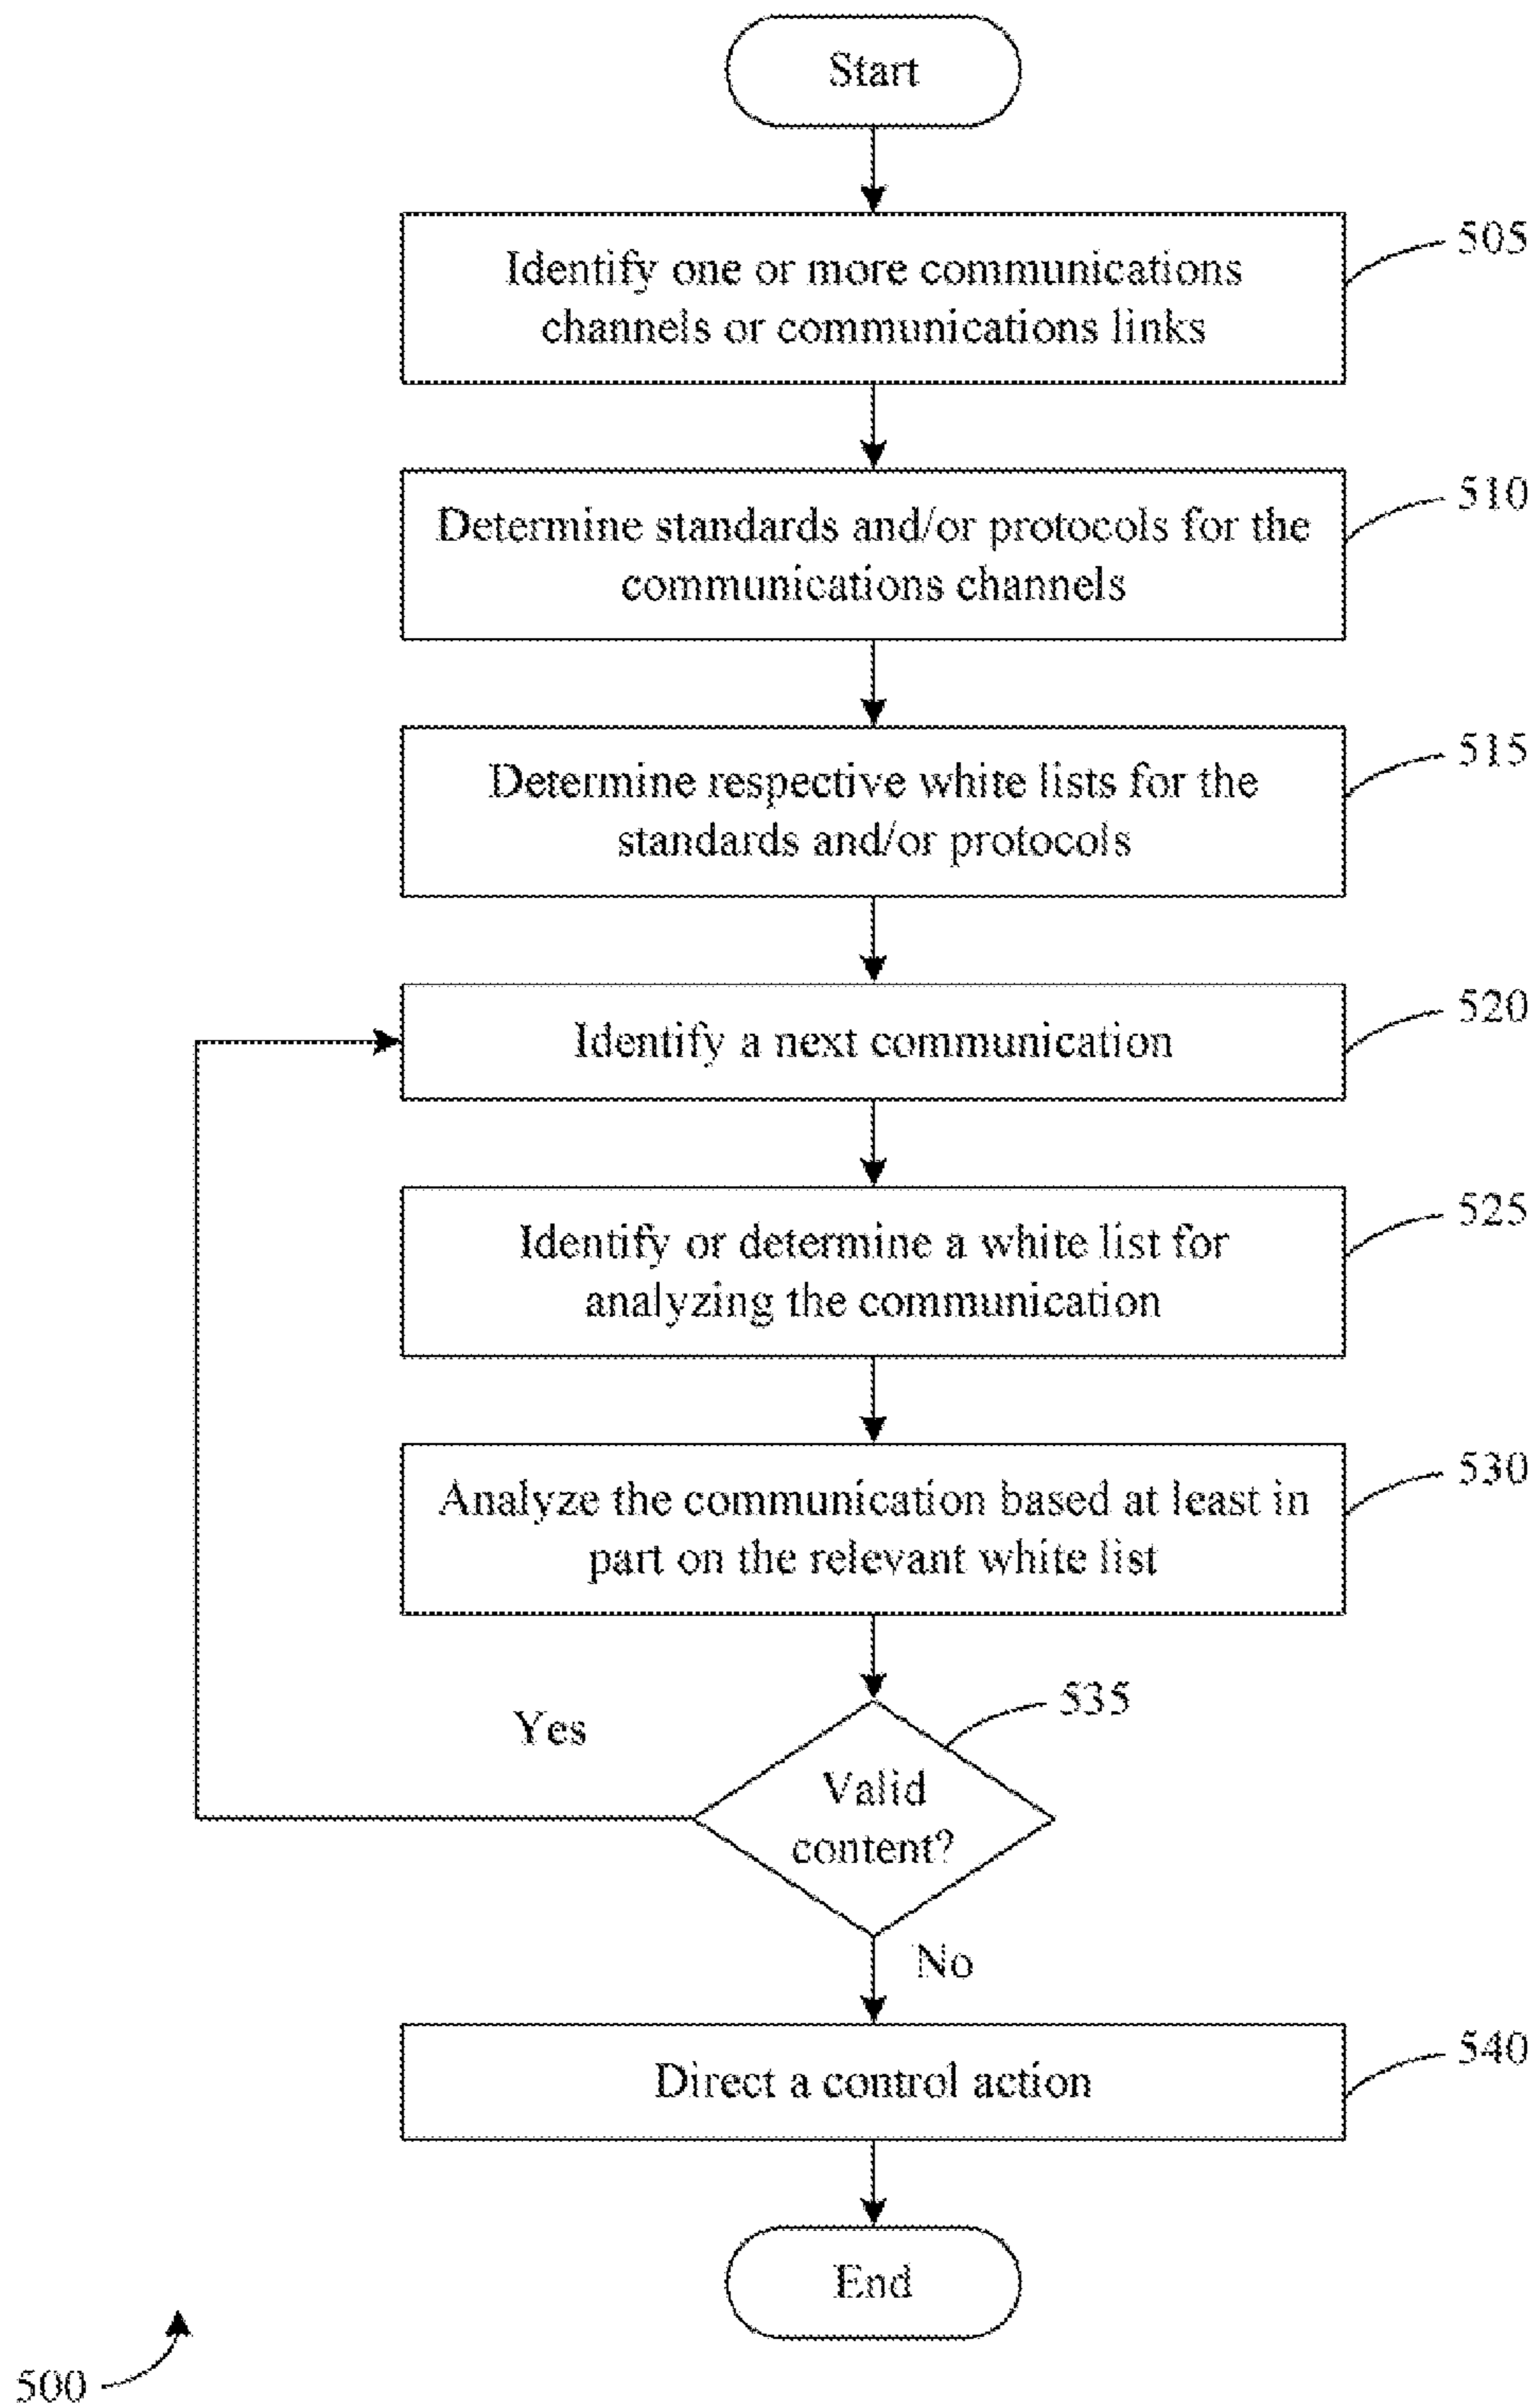 Start
Identify one or more communications
channels or communications links
505
Determine standards and/or protocols for the
communications channels
510
Determine respective white lists for the
standards and/or protocols
515
Identify a next communication
520
Identify or determine a white list for
analyzing the communication
525
Analyze the communication based at least in
part on the relevant white list
530
535
Yes
Valid
content?
No
Direct a control action
540
End
500